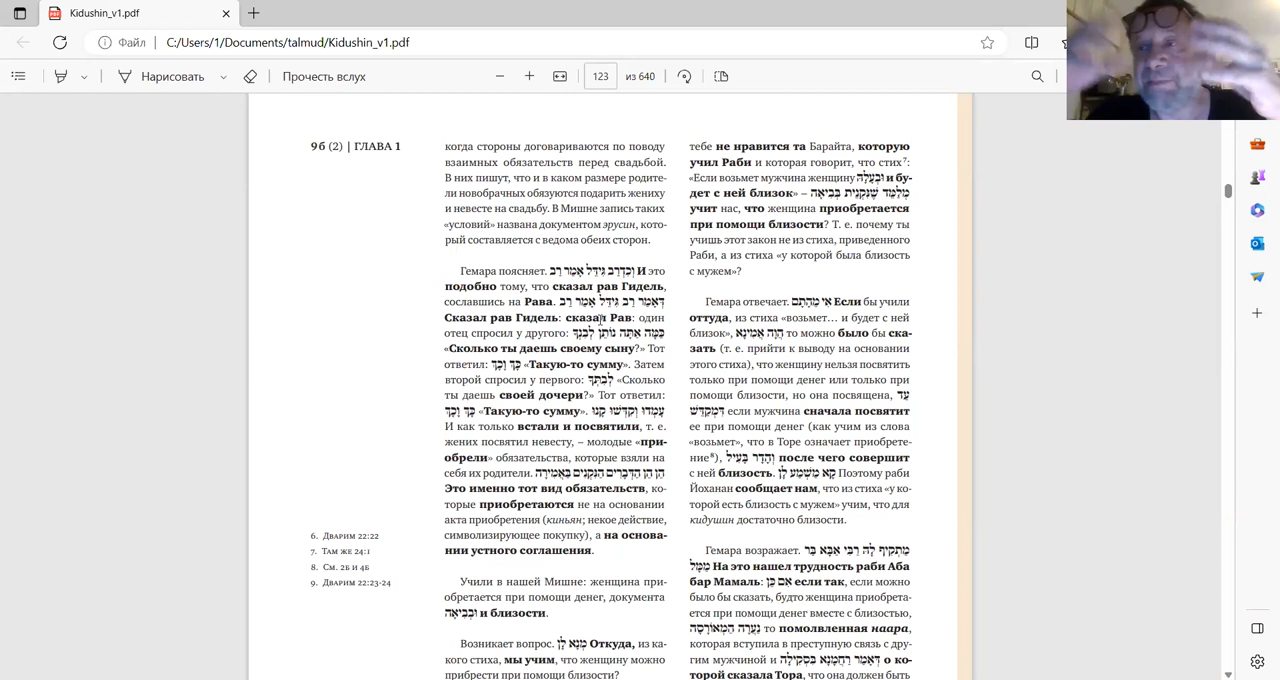 Kidushin_v1.pdf
Файл
C:/Users/1/Documents/talmud/Kidushin_v1.pdf
Нарисовать
Прочесть вслух
123
из 640
9б (2) | ГЛАВА 1
когда стороны договариваются по поводу
взаимных обязательств перед свадьбой.
В них пишут, что и в каком размере родите-
ли новобрачных обязуются подарить жениху
и невесте на свадьбу. В Мишне запись таких
«условий» названа документом эрусин, кото-
рый составляется с ведома обеих сторон.
Гемара поясняет. וְכִדְרַב גִּידֵּל אָמַר רַב И это
подобно тому, что сказал рав Гидель,
сославшись на Рава. דְּאָמַר רַב גִּידֵּל אָמַר רַב
Сказал рав Гидель: сказал Рав: один
отец спросил у другого: כַּמָּה אַתָּה נוֹתֵן לְבִנְךָ
«Сколько ты даешь своему сыну?» Тот
ответил: כָּךְ וָכָךְ «Такую-то сумму». Затем
второй спросил у первого: לְבִתְּךָ «Сколько
ты даешь своей дочери?» Тот ответил:
כָּךְ וָכָךְ «Такую-то сумму». עָמְדוּ וְקִדְּשׁוּ קָנוּ
И как только встали и посвятили, т. е.
жених посвятил невесту, – молодые «при-
обрели» обязательства, которые взяли на
себя их родители. הֵן הֵן הַדְּבָרִים הַנִּקְנִים בַּאֲמִירָה
Это именно тот вид обязательств, ко-
торые приобретаются не на основании
акта приобретения (киньян; некое действие,
символизирующее покупку), а на основа-
нии устного соглашения.
Учили в нашей Мишне: женщина при-
обретается при помощи денег, документа
וּבְבִיאָה и близости.
Возникает вопрос. מְנָא לַן Откуда, из ка-
кого стиха, мы учим, что женщину можно
приобрести при помощи близости?
6. Дварим 22:22
7. Там же 24:1
8. См. 2б и 4б
9. Дварим 22:23-24
тебе не нравится та Барайта, которую
учил Раби и которая говорит, что стих⁷:
«Если возьмет мужчина женщину וּבְעָלָהּ и бу-
дет с ней близок» – מְלַמֵּד שֶׁנִּקְנֵית בְּבִיאָה
учит нас, что женщина приобретается
при помощи близости? Т. е. почему ты
учишь этот закон не из стиха, приведенного
Раби, а из стиха «у которой была близость
с мужем»?
Гемара отвечает. אִי מֵהָתָם Если бы учили
оттуда, из стиха «возьмет… и будет с ней
близок», הֲוָה אָמֵינָא то можно было бы ска-
зать (т. е. прийти к выводу на основании
этого стиха), что женщину нельзя посвятить
только при помощи денег или только при
помощи близости, но она посвящена, עַד
דִּמְקַדֵּשׁ если мужчина сначала посвятит
ее при помощи денег (как учим из слова
«возьмет», что в Торе означает приобрете-
ние⁸), וְהָדַר בָּעֵיל после чего совершит
с ней близость. קָא מַשְׁמַע לַן Поэтому раби
Йоханан сообщает нам, что из стиха «у ко-
торой есть близость с мужем» учим, что для
кидушин достаточно близости.
Гемара возражает. מַתְקִיף לַהּ רַבִּי אַבָּא בַּר
מֶמֶל На это нашел трудность раби Аба
бар Мамаль: אִם כֵּן если так, если можно
было бы сказать, будто женщина приобрета-
ется при помощи денег вместе с близостью,
נַעֲרָה הַמְאוֹרָסָה то помолвленная наара,
которая вступила в преступную связь с дру-
гим мужчиной и דְּאָמַר רַחֲמָנָא בִּסְקִילָה о ко-
торой сказала Тора, что она должен быть